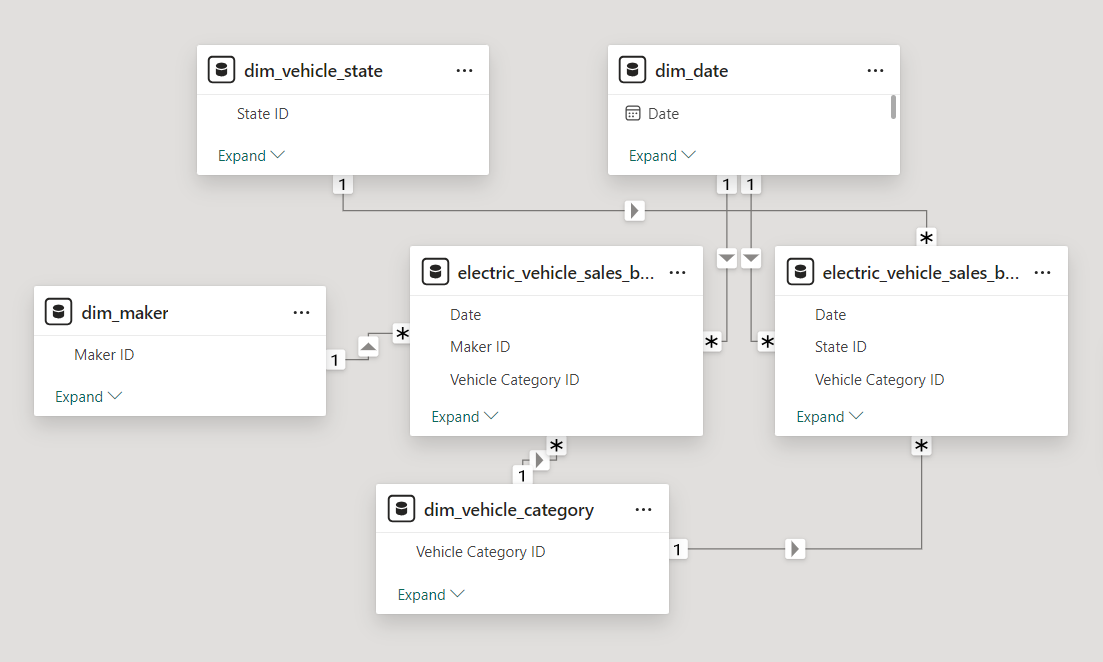 dim_vehicle_state
State ID
Expand
dim_date
Date
Expand
1
1
1
*
electric_vehicle_sales_b...
Date
Maker ID
Vehicle Category ID
Expand
electric_vehicle_sales_b...
Date
State ID
Vehicle Category ID
Expand
dim_maker
Maker ID
Expand
1
*
*
*
*
1
*
dim_vehicle_category
Vehicle Category ID
Expand
1